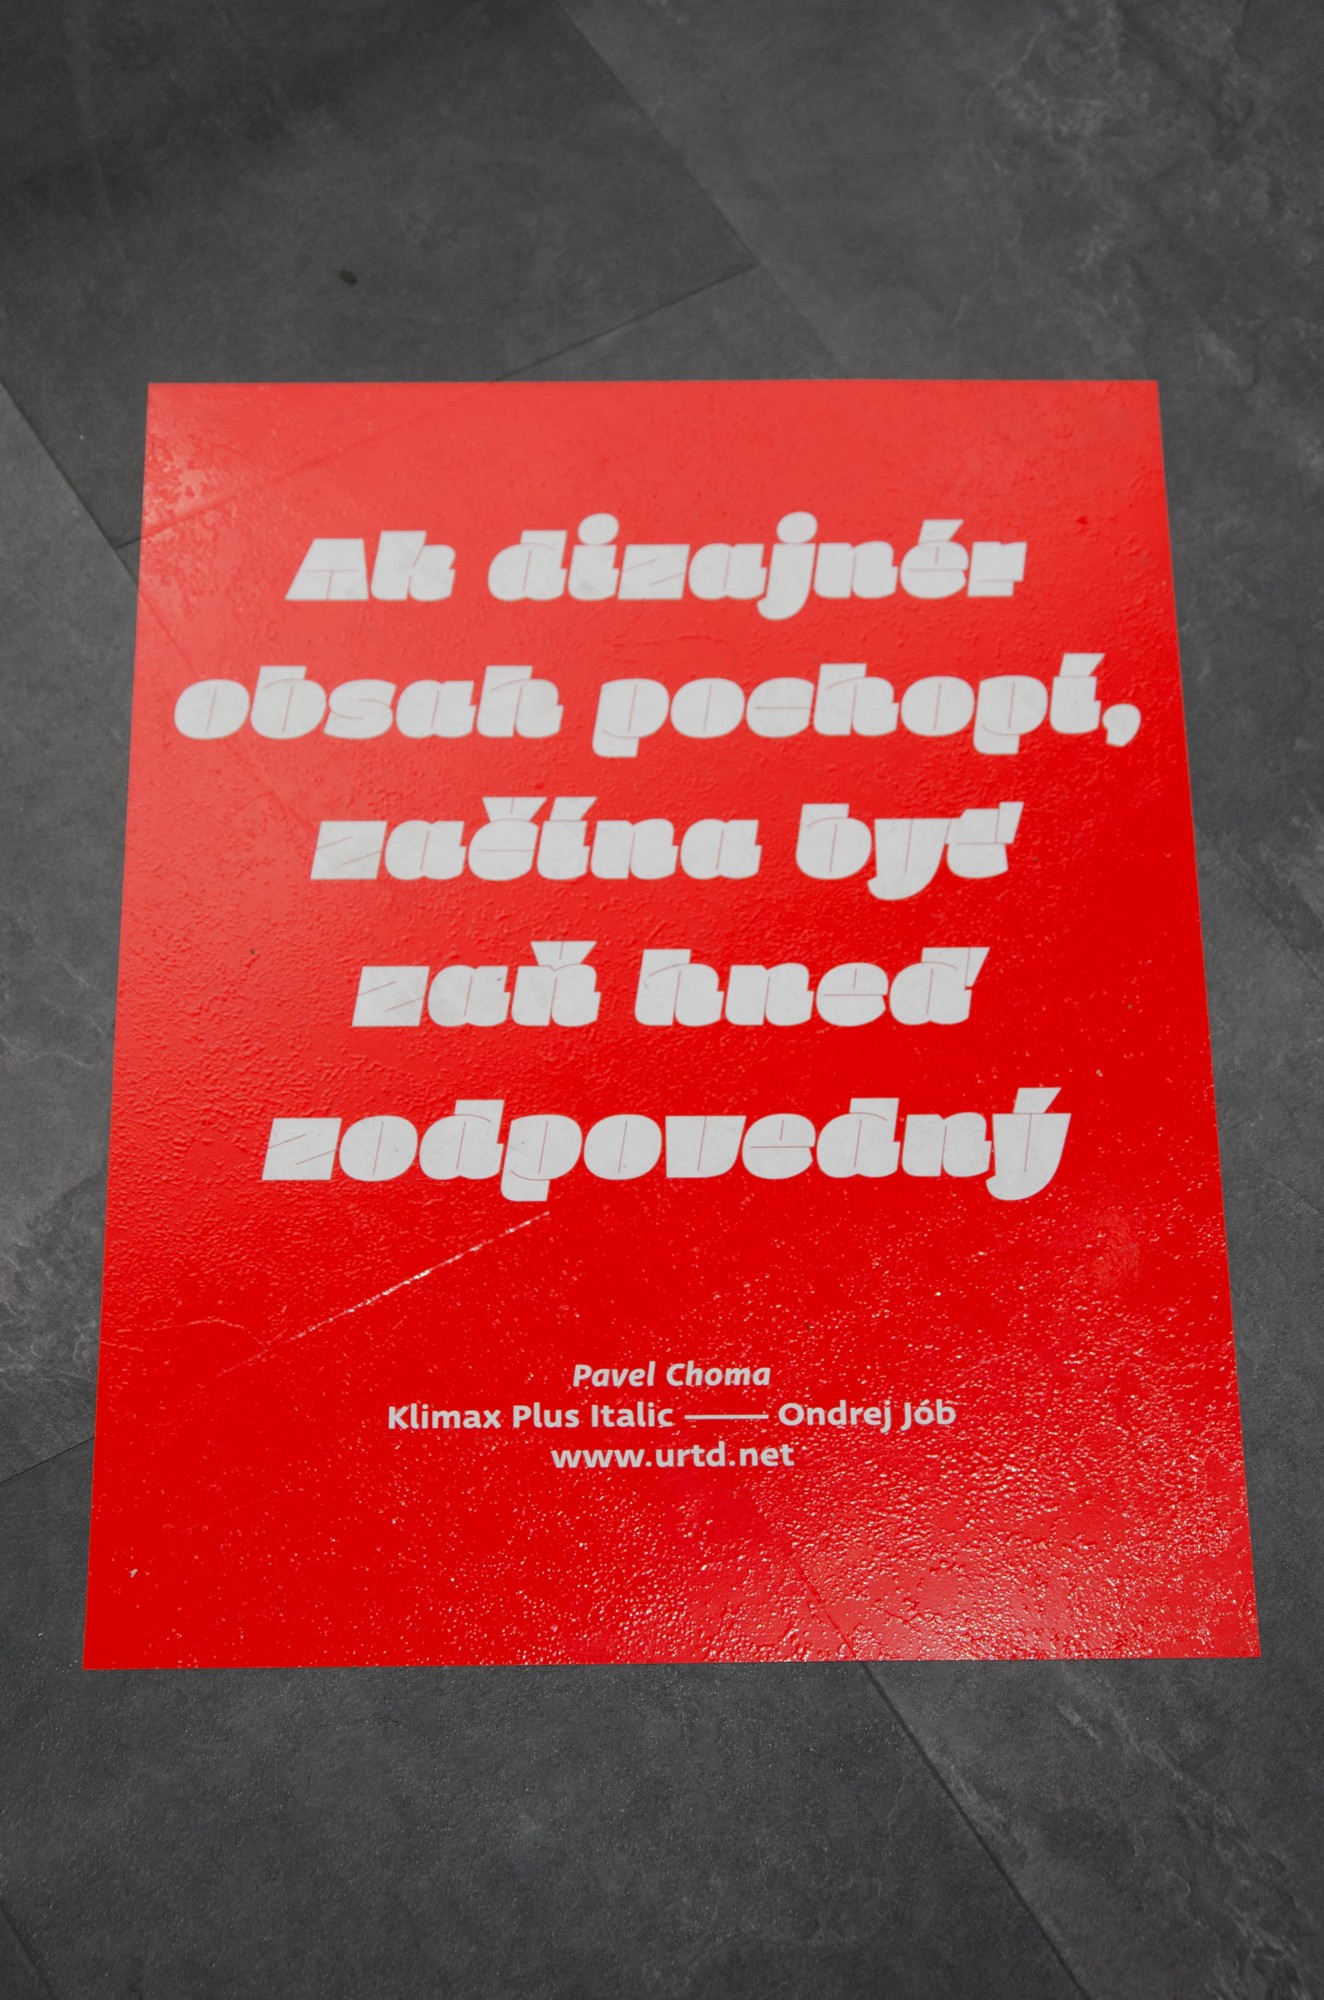 Ak dizajnér
obsah pochopí,
začína byť
zaň hneď
zodpovedný
Pavel Choma
Klimax Plus Italic —— Ondrej Jób
www.urtd.net